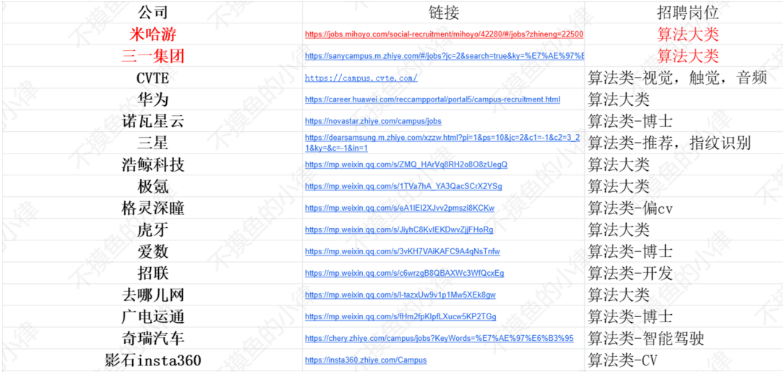 公司 链接 招聘岗位
米哈游 https://jobs.mihoyo.com/social-recruitment/mihoyo/42280/#/jobs?zhineng=22500 算法大类
三一集团 https://sanycampus.m.zhiye.com/#/jobs?jc=2&search=true&ky=%E7%AE%97%E 算法大类
CVTE https://campus.cvte.com/ 算法类-视觉，触觉，音频
华为 https://career.huawei.com/reccampportal/portal5/campus-recruitment.html 算法大类
诺瓦星云 https://novastar.zhiye.com/campus/jobs 算法类-博士
三星 https://dearsamsung.m.zhiye.com/xzzw.html?pi=1&ps=10&jc=2&c1=-1&c2=3_2
1&ky=&c=-1&in=1 算法类-推荐，指纹识别
浩鲸科技 https://mp.weixin.qq.com/s/ZMQ_HArVq8RH2o8O8zUegQ 算法大类
极氪 https://mp.weixin.qq.com/s/1TVa7hA_YA3QacSCrX2YSg 算法大类
格灵深瞳 https://mp.weixin.qq.com/s/eA1IEI2XJvv2pmszi8KCKw 算法类-偏cv
虎牙 https://mp.weixin.qq.com/s/JiyhC8KvIEKDwvZjjFHoRg 算法大类
爱数 https://mp.weixin.qq.com/s/3vKH7VAiKAFC9A4qNsTnfw 算法类-博士
招联 https://mp.weixin.qq.com/s/c6wrzgB8QBAXWc3WfQcxEg 算法类-开发
去哪儿网 https://mp.weixin.qq.com/s/I-tazxUw9v1p1Mw5XEk8gw 算法大类
广电运通 https://mp.weixin.qq.com/s/fHm2fpKIpfLXucw5KP2TGg 算法类-博士
奇瑞汽车 https://chery.zhiye.com/campus/jobs?KeyWords=%E7%AE%97%E6%B3%95 算法类-智能驾驶
影石insta360 https://insta360.zhiye.com/Campus 算法类-CV
不摸鱼的小律